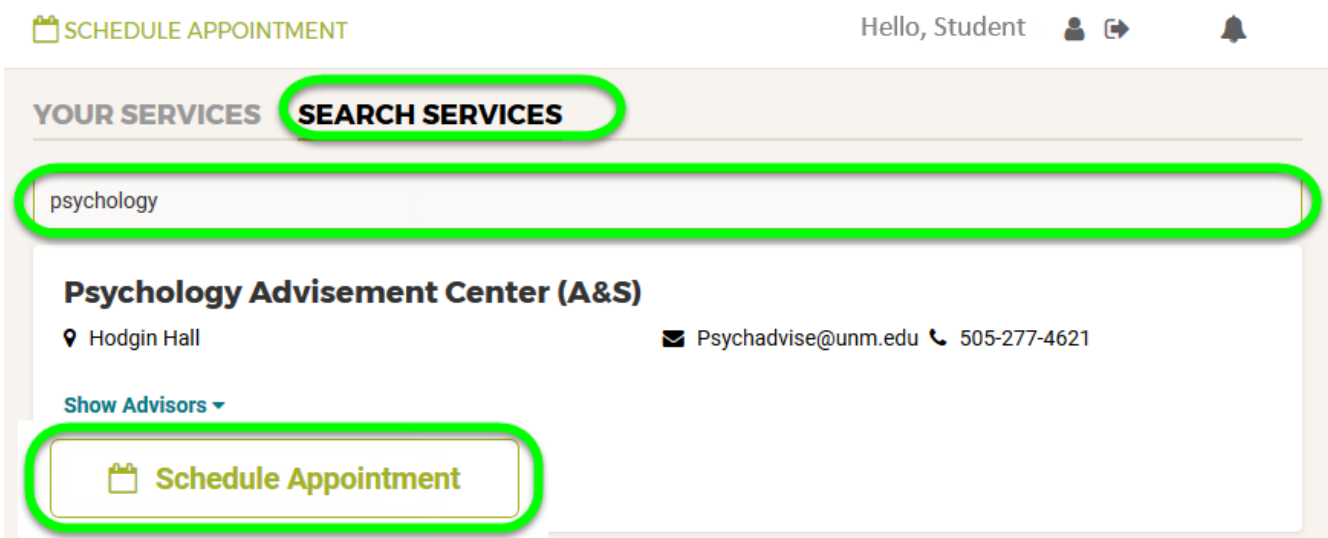 SCHEDULE APPOINTMENT Hello, Student
YOUR SERVICES SEARCH SERVICES
psychology
Psychology Advisement Center (A&S)
Hodgin Hall Psychadvise@unm.edu 505-277-4621
Show Advisors
Schedule Appointment